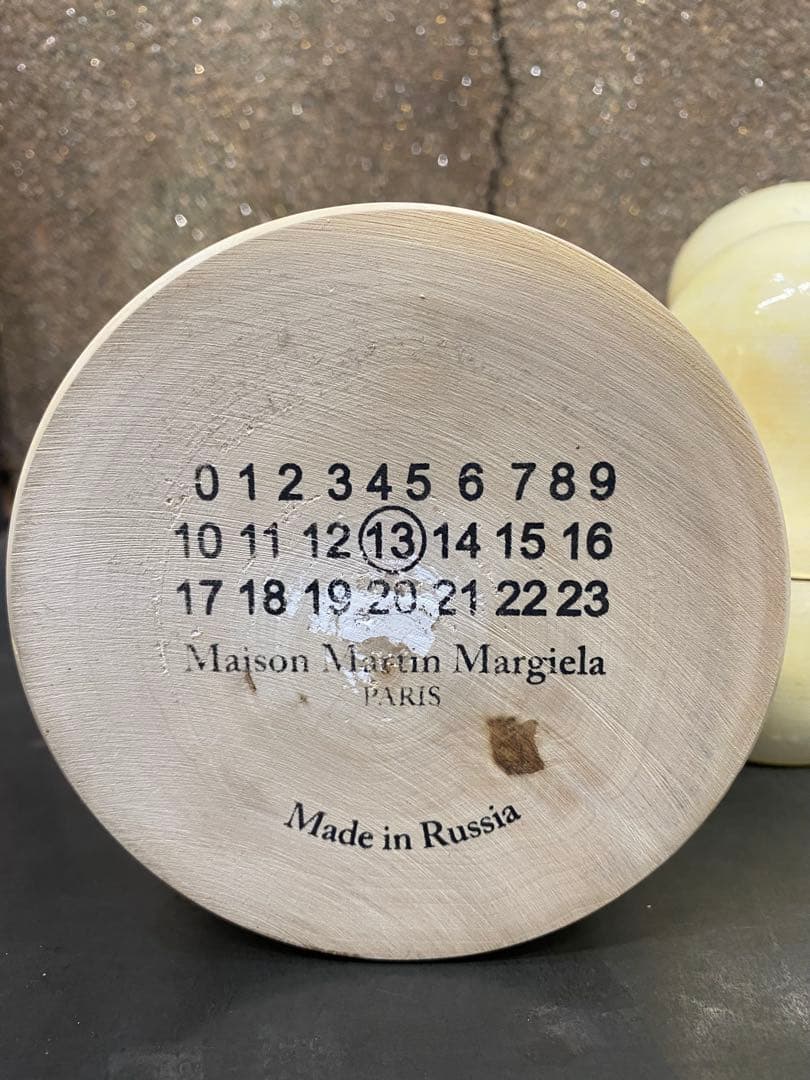 0 1 2 3 4 5 6 7 8 9
10 11 12 13 14 15 16
17 18 19 20 21 22 23
Maison Martin Margiela
PARIS
Made in Russia